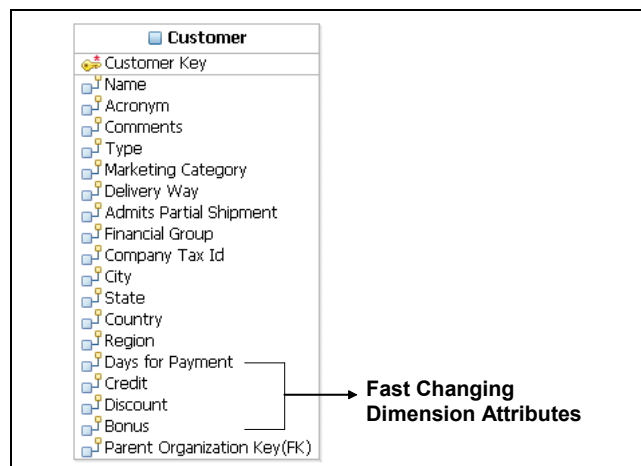 Customer
Customer Key
Name
Acronym
Comments
Type
Marketing Category
Delivery Way
Admits Partial Shipment
Financial Group
Company Tax Id
City
State
Country
Region
Days for Payment
Credit
Discount
Bonus
Parent Organization Key(FK)
Fast Changing
Dimension Attributes